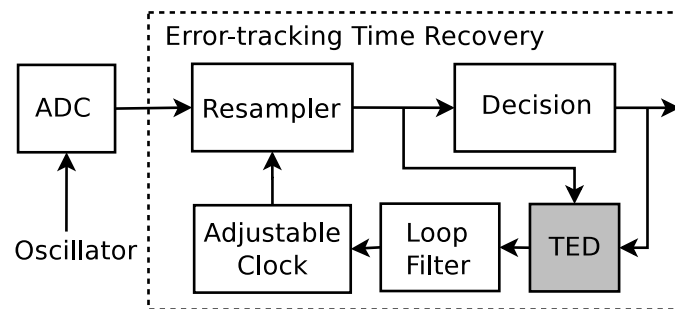 Error-tracking Time Recovery
ADC
Resampler
Decision
Oscillator
Adjustable
Clock
Loop
Filter
TED